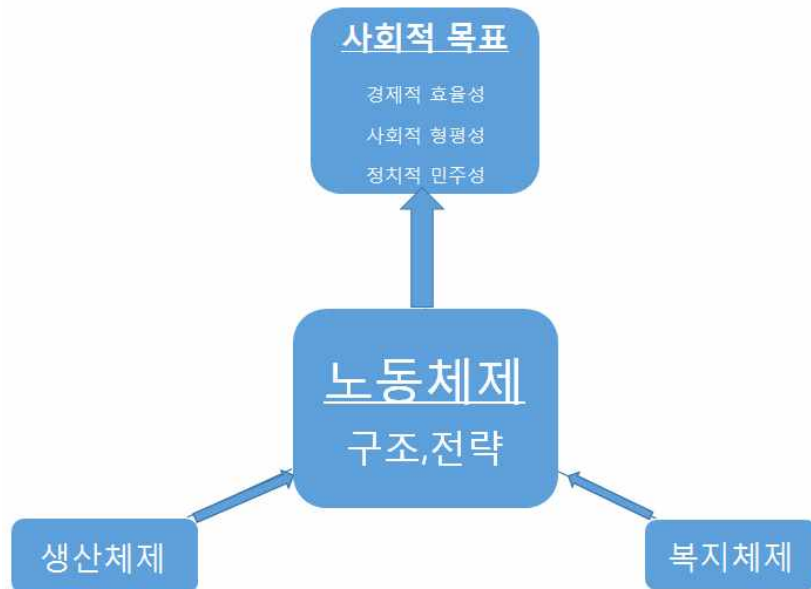 사회적 목표
경제적 효율성
사회적 형평성
정치적 민주성
노동체제
구조,전략
생산체제
복지체제